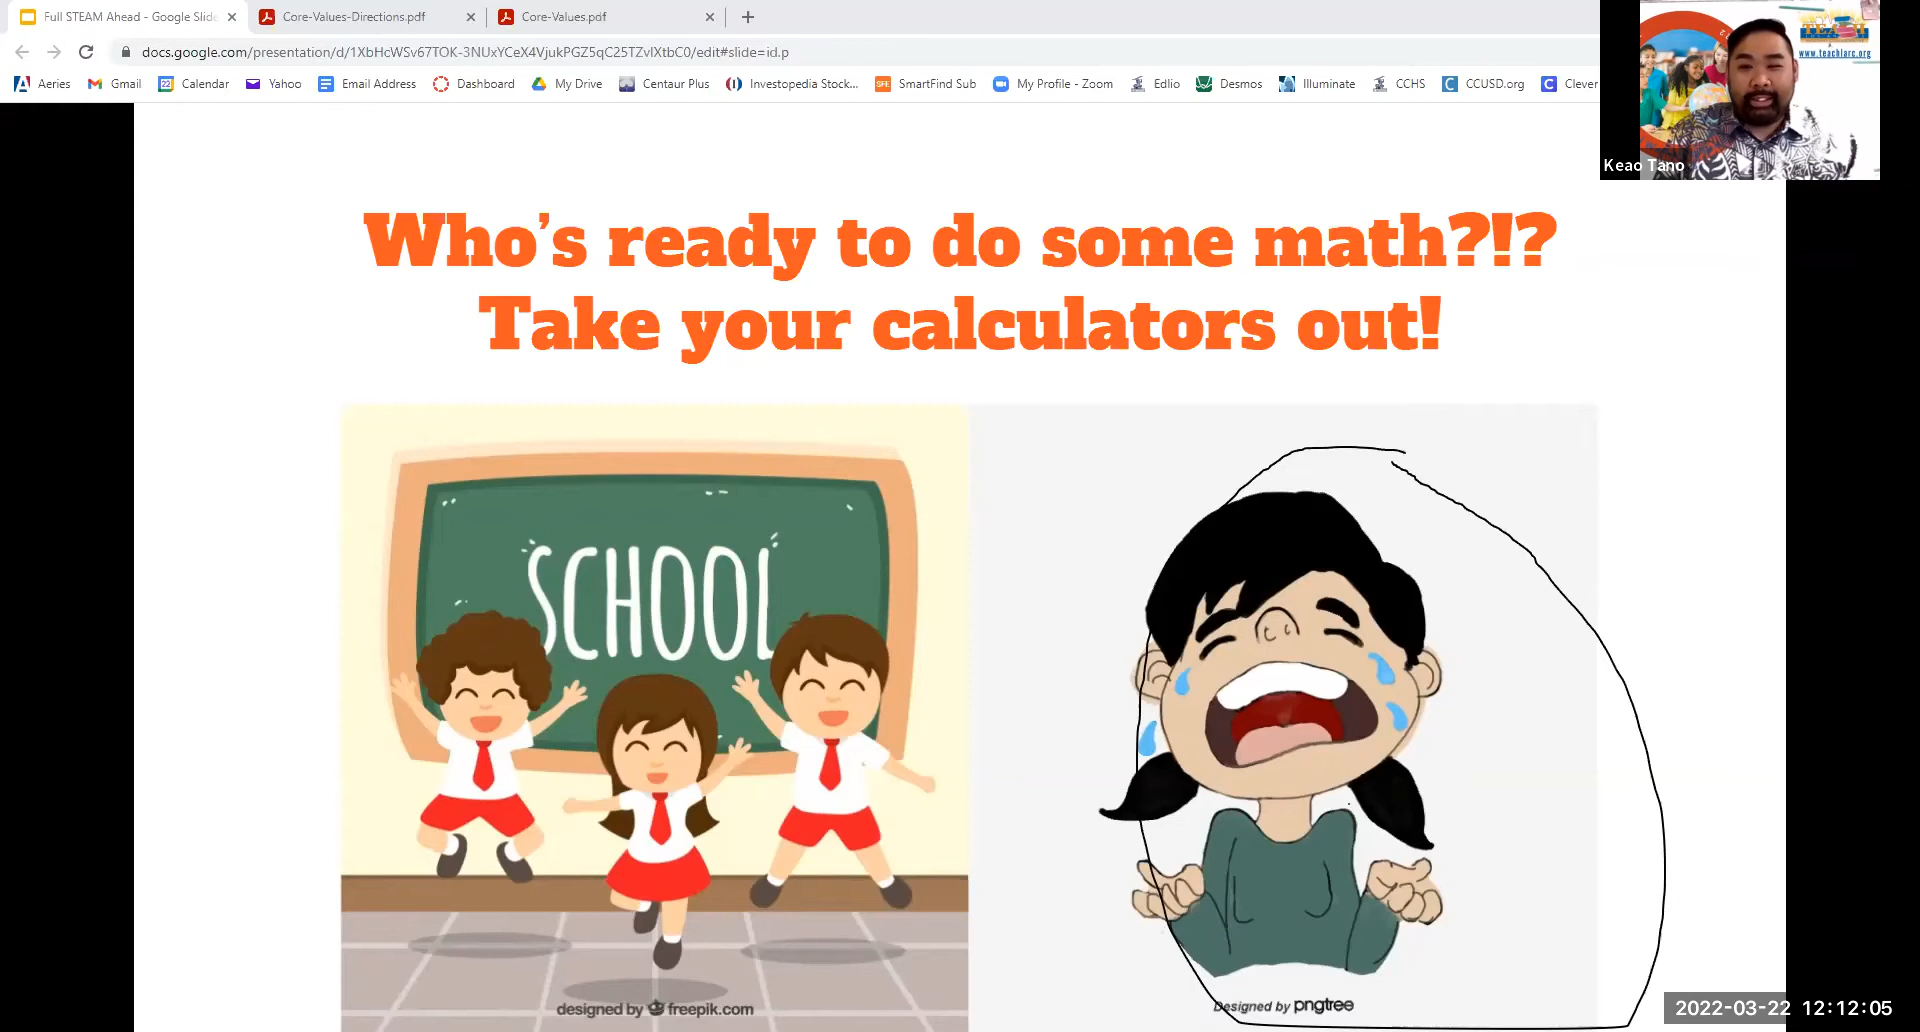 Full STEAM Ahead - Google Slide
Core-Values-Directions.pdf
Core-Values.pdf
docs.google.com/presentation/d/1XbHcWSv67TOK-3NUxYCeX4VjukPGZ5qC25TZvIXtbC0/edit#slide=id.p
Aeries
Gmail
22
Calendar
Yahoo
Email Address
Dashboard
My Drive
Centaur Plus
Investopedia Stock...
SFE
SmartFind Sub
My Profile - Zoom
Edlio
Desmos
Illuminate
CCHS
C
CCUSD.org
C
Clever
www.teachlarc.org
Keao Tano
Who's ready to do some math?!?
Take your calculators out!
SCHOOL
designed by freepik.com
Designed by pngtree
2022-03-22 12:12:05